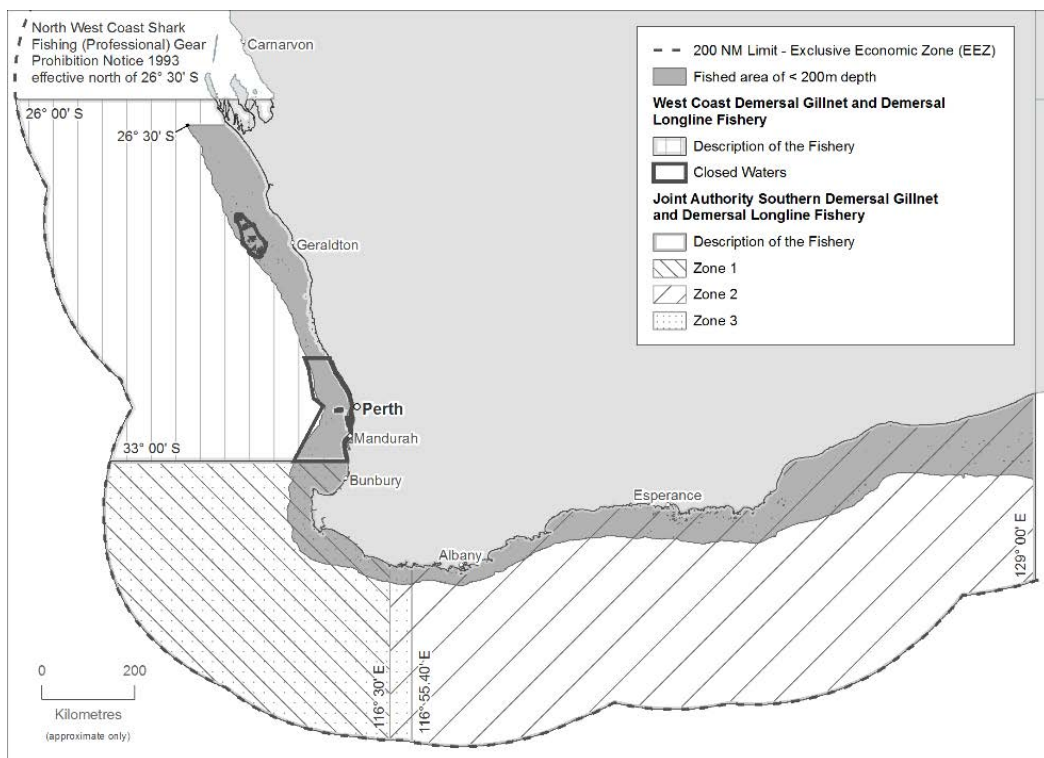 North West Coast Shark
Fishing (Professional) Gear
Prohibition Notice 1993
effective north of 26° 30' S
Carnarvon
26° 00' S
26° 30' S
Geraldton
Perth
Mandurah
33° 00' S
Bunbury
Esperance
Albany
129° 00' E
116° 30' E
116° 55.40' E
0 200
Kilometres
(approximate only)
200 NM Limit - Exclusive Economic Zone (EEZ)
Fished area of < 200m depth
West Coast Demersal Gillnet and Demersal
Longline Fishery
Description of the Fishery
Closed Waters
Joint Authority Southern Demersal Gillnet
and Demersal Longline Fishery
Description of the Fishery
Zone 1
Zone 2
Zone 3